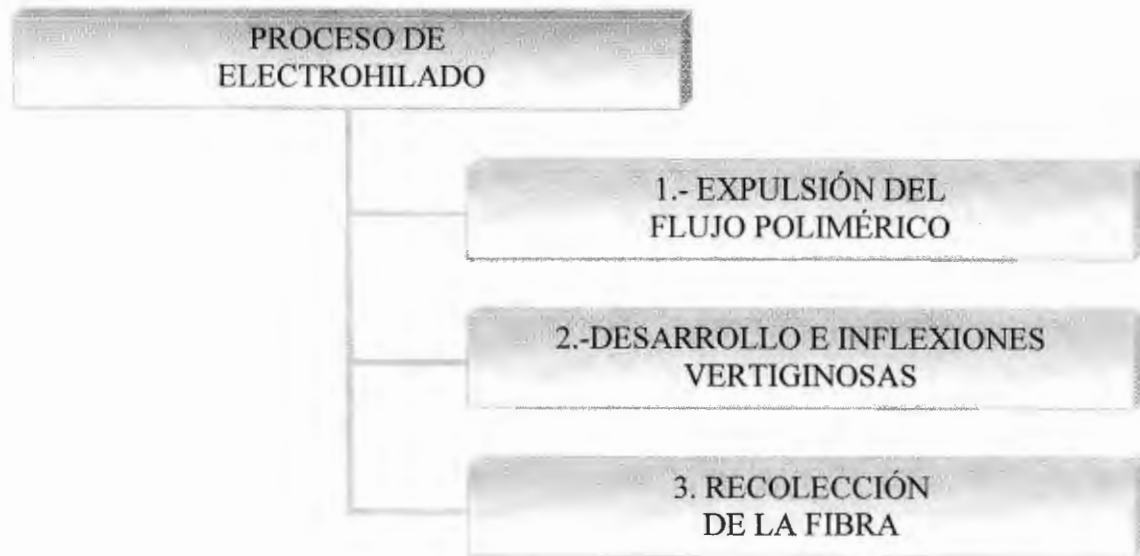 PROCESO DE
ELECTROHILADO
1.- EXPULSIÓN DEL
FLUJO POLIMÉRICO
2.-DESARROLLO E INFLEXIONES
VERTIGINOSAS
3. RECOLECCIÓN
DE LA FIBRA